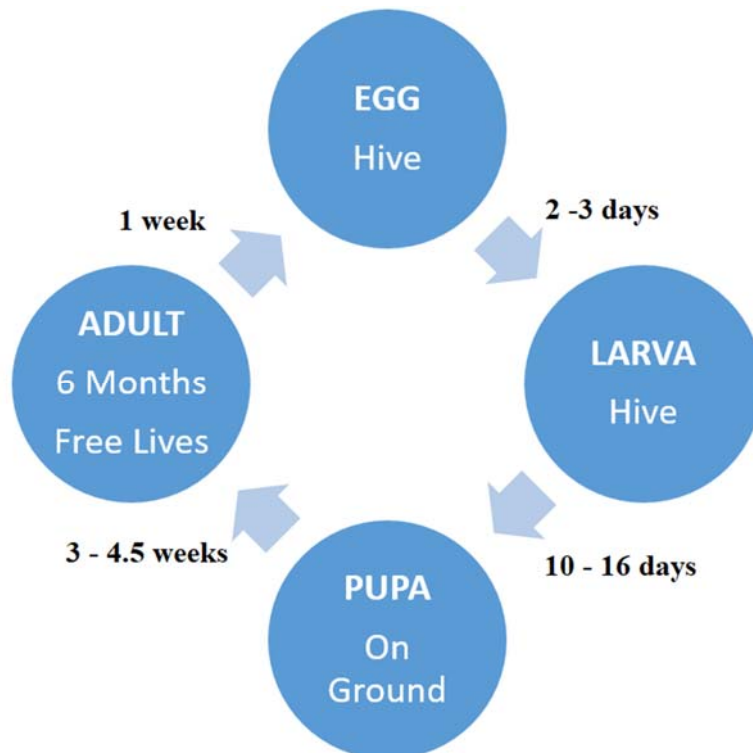 EGG
Hive
1 week
2 -3 days
ADULT
6 Months
Free Lives
LARVA
Hive
3 - 4.5 weeks
10 - 16 days
PUPA
On
Ground